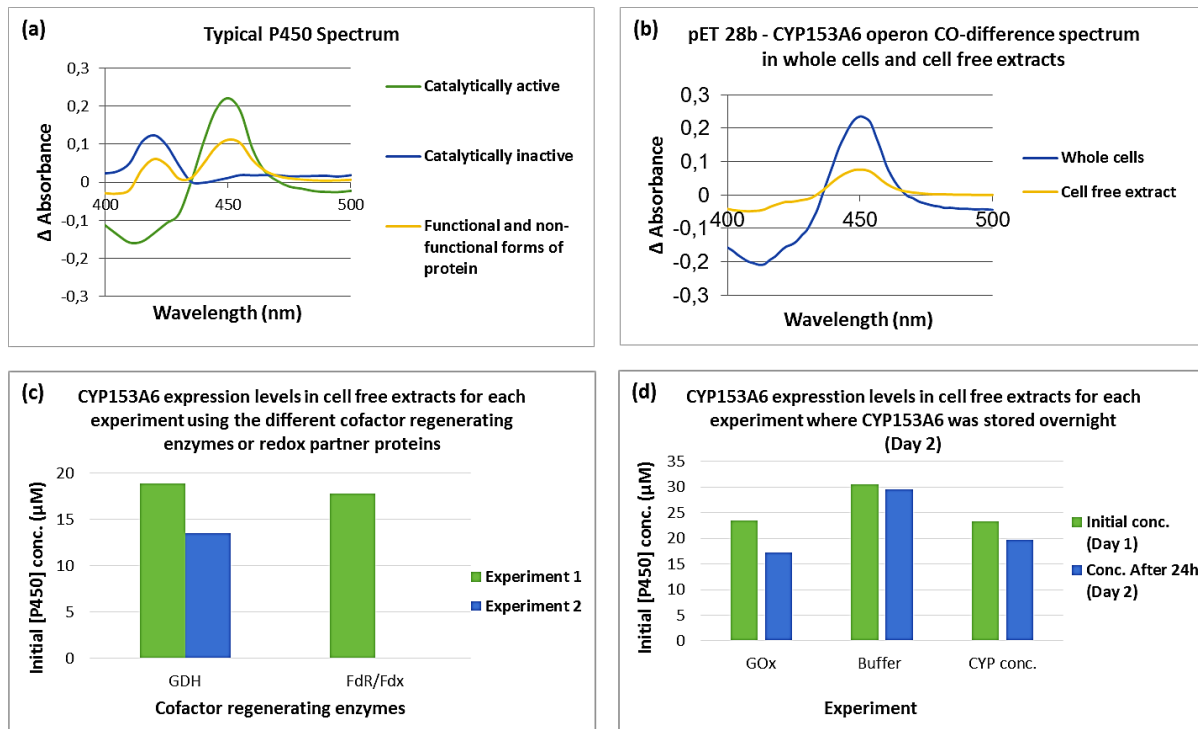 (a)
Typical P450 Spectrum
0,3
0,2
0,1
0
-0,1
-0,2
-0,3
400
450
500
Δ Absorbance
Wavelength (nm)
Catalytically active
Catalytically inactive
Functional and non-
functional forms of
protein
(b)
pET 28b - CYP153A6 operon CO-difference spectrum
in whole cells and cell free extracts
0,3
0,2
0,1
0
-0,1
-0,2
-0,3
400
450
500
Δ Absorbance
Wavelength (nm)
Whole cells
Cell free extract
(c)
CYP153A6 expression levels in cell free extracts for each
experiment using the different cofactor regenerating
enzymes or redox partner proteins
20
15
10
5
0
Initial [P450] conc. (µM)
GDH
FdR/Fdx
Cofactor regenerating enzymes
Experiment 1
Experiment 2
(d)
CYP153A6 expresstion levels in cell free extracts for each
experiment where CYP153A6 was stored overnight
(Day 2)
35
30
25
20
15
10
5
0
Initial [P450] conc. (µM)
GOx
Buffer
CYP conc.
Experiment
Initial conc.
(Day 1)
Conc. After 24h
(Day 2)